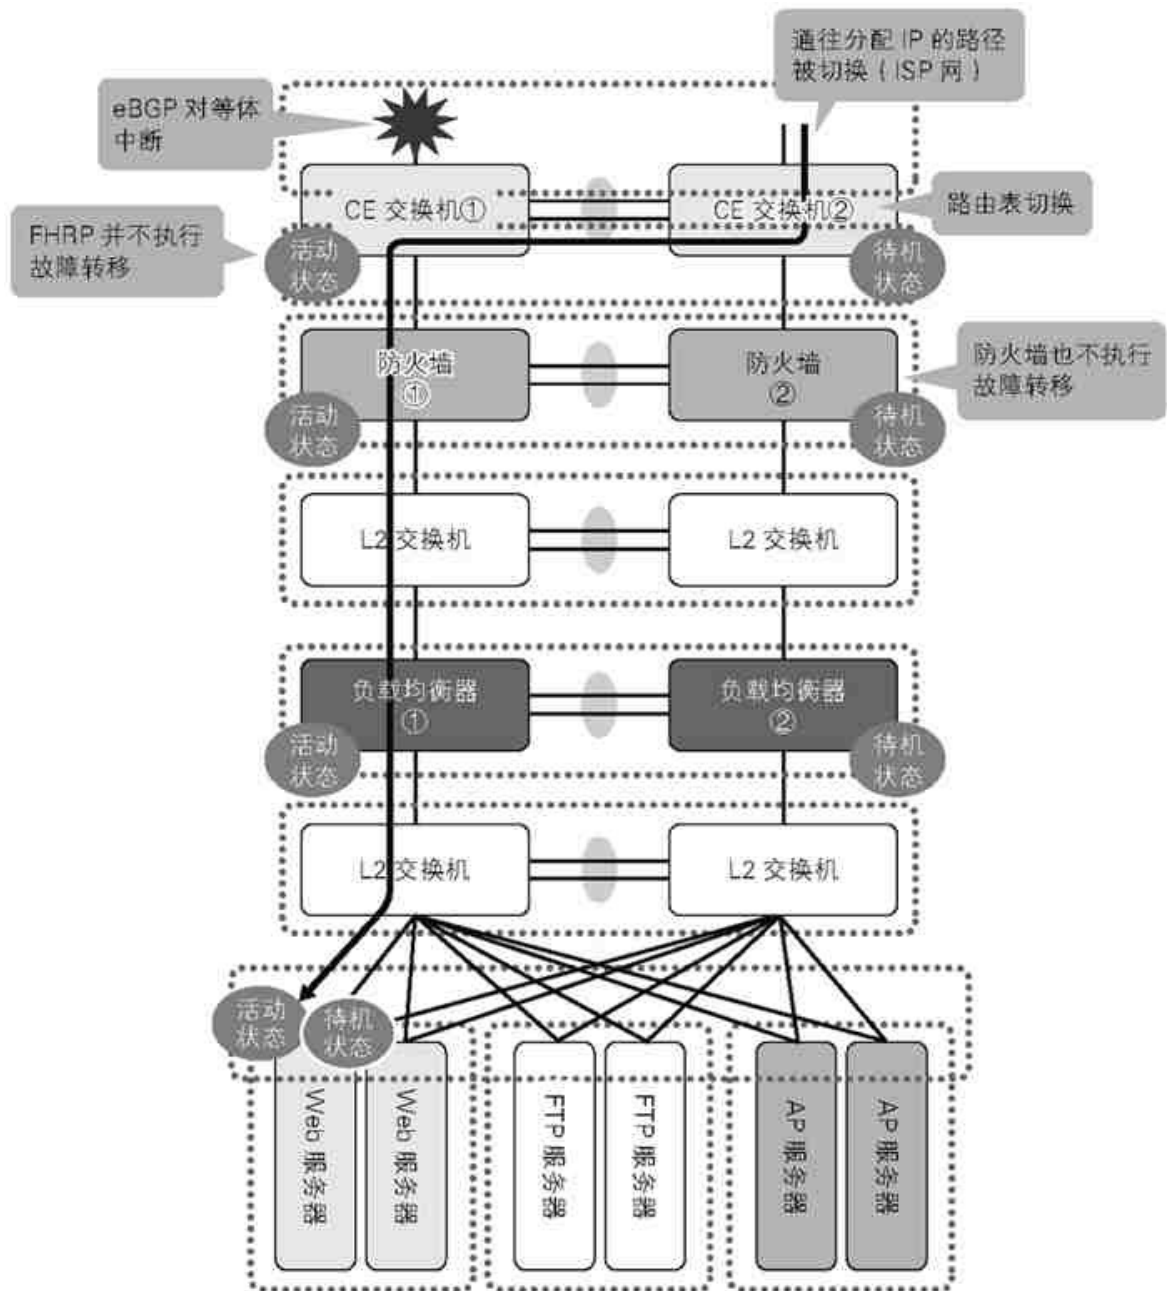 通往分配 IP 的路径
被切换（ISP 网）
eBGP 对等体
中断
CE 交换机①
CE 交换机②
路由表切换
FHRP 并不执行
故障转移
活动
状态
待机
状态
防火墙
①
防火墙
②
防火墙也不执行
故障转移
活动
状态
待机
状态
L2 交换机
L2 交换机
负载均衡器
①
负载均衡器
②
活动
状态
待机
状态
L2 交换机
L2 交换机
活动
状态
待机
状态
Web 服务器
Web 服务器
FTP 服务器
FTP 服务器
AP 服务器
AP 服务器